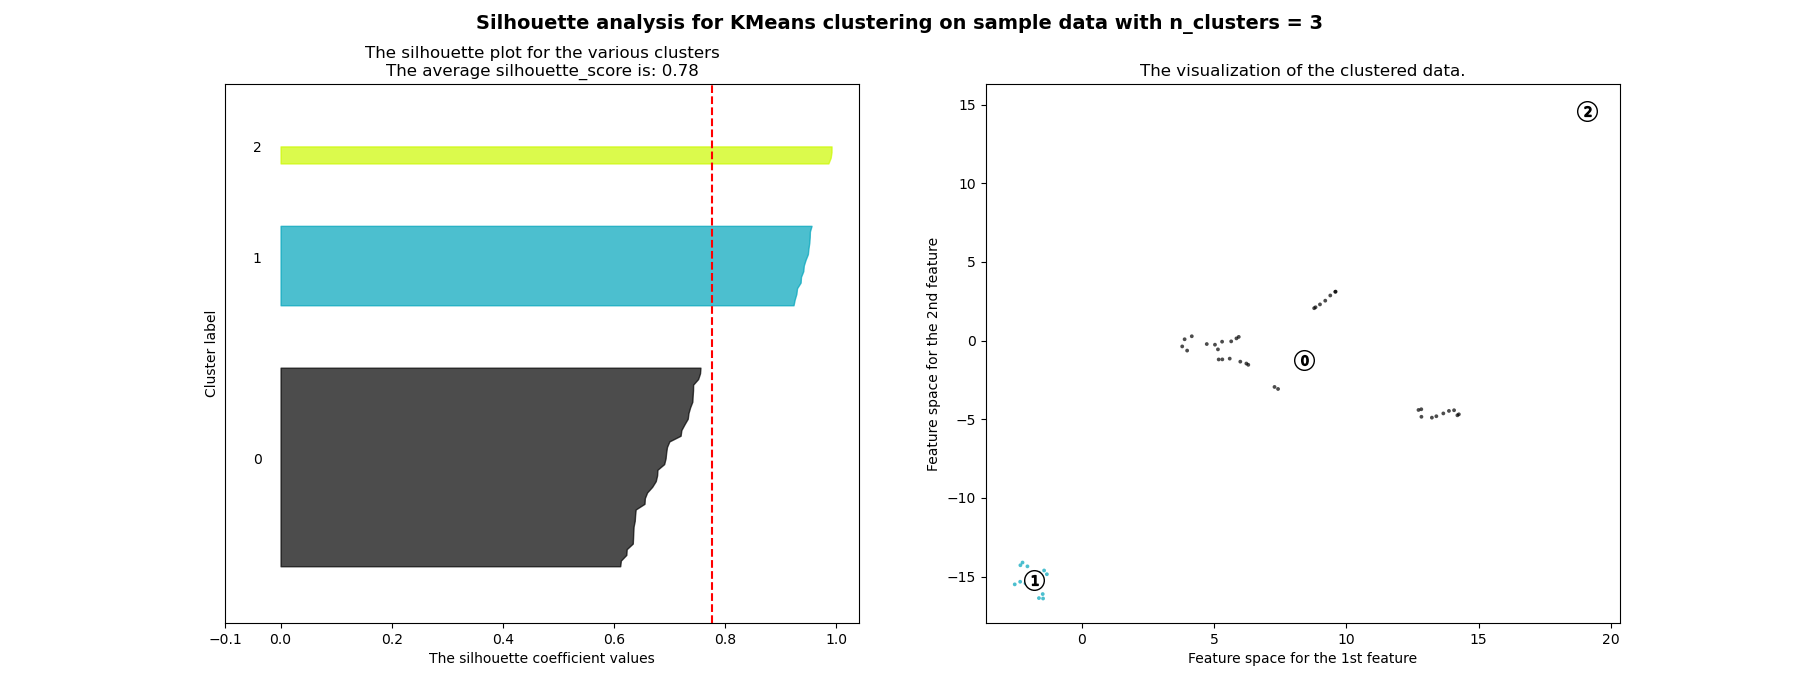 Silhouette analysis for KMeans clustering on sample data with n_clusters = 3
The silhouette plot for the various clusters
The average silhouette_score is: 0.78
2
1
0
Cluster label
−0.1 0.0 0.2 0.4 0.6 0.8 1.0
The silhouette coefficient values
The visualization of the clustered data.
15
10
5
0
−5
−10
−15
Feature space for the 2nd feature
2
0
1
0 5 10 15 20
Feature space for the 1st feature